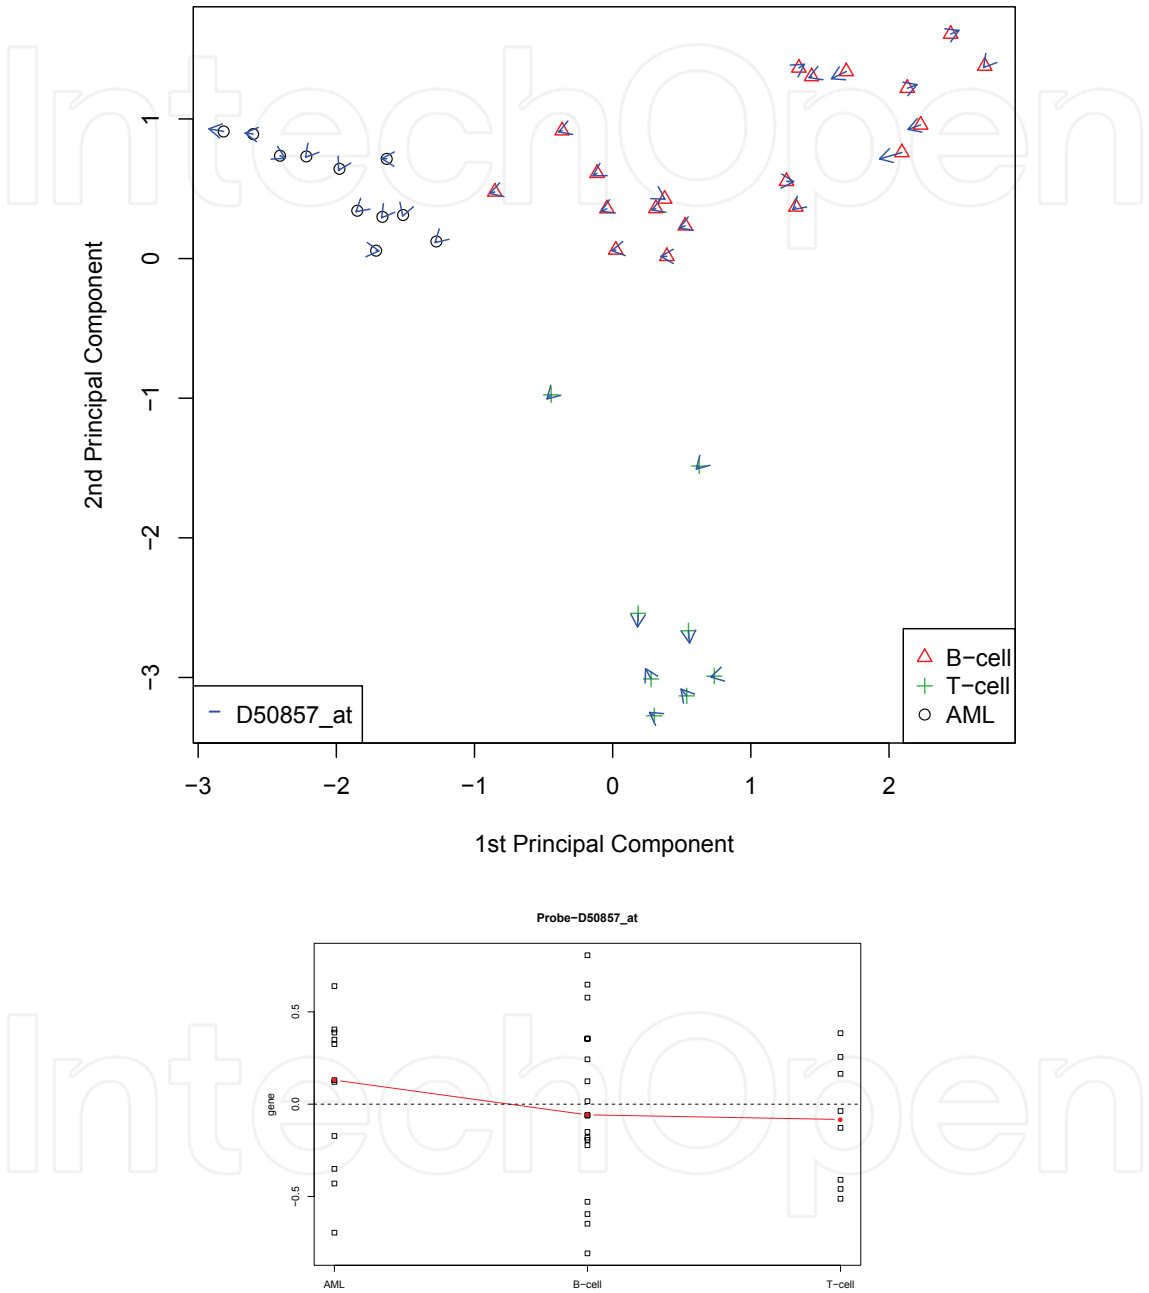 IntechOpen
1
0
−1
−2
−3
2nd Principal Component
B−cell
T−cell
AML
D50857_at
−3
−2
−1
0
1
2
1st Principal Component
Probe−D50857_at
IntechOpen
0.5
0.0
−0.5
gene
AML
B−cell
T−cell